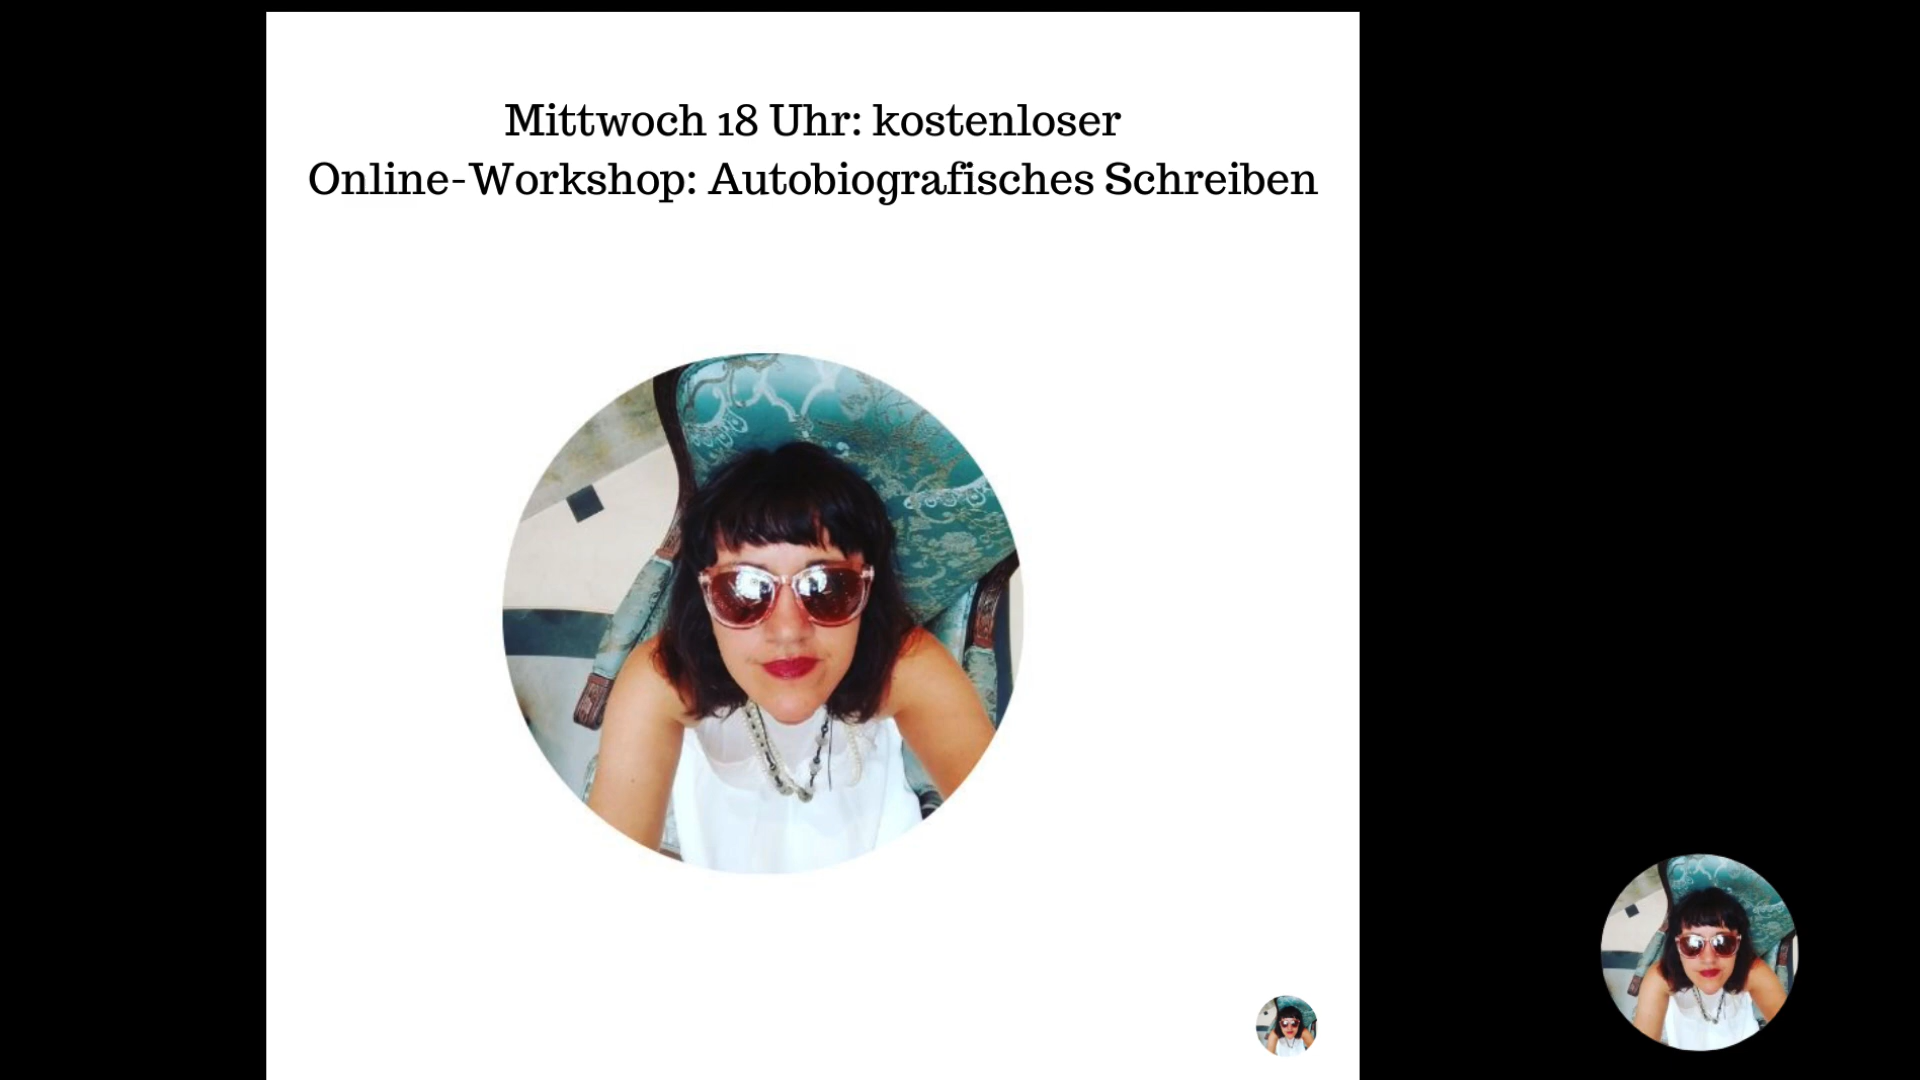 Mittwoch 18 Uhr: kostenloser
Online-Workshop: Autobiografisches Schreiben